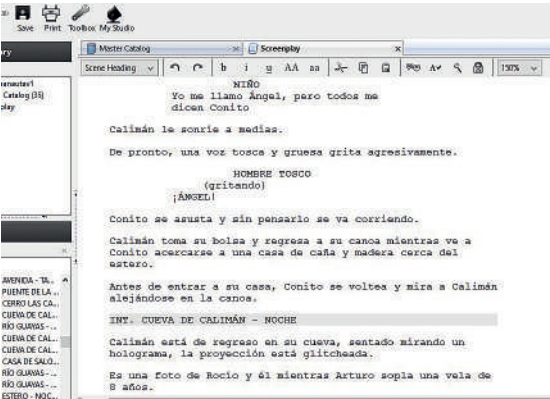 Save Print Toolbox My Studio
ry Master Catalog Screenplay
Scene Heading b i u AA aa 150%
Catalog (35)
play
NIÑO
Yo me llamo Ángel, pero todos me
dicen Conito
Calimán le sonríe a medias.
De pronto, una voz tosca y gruesa grita agresivamente.
HOMBRE TOSCO
(gritando)
¡ÁNGEL!
Conito se asusta y sin pensarlo se va corriendo.
Calimán toma su bolsa y regresa a su canoa mientras ve a
Conito acercarse a una casa de caña y madera cerca del
estero.
Antes de entrar a su casa, Conito se voltea y mira a Calimán
alejándose en la canoa.
INT. CUEVA DE CALIMÁN - NOCHE
Calimán está de regreso en su cueva, sentado mirando un
holograma, la proyección está glitcheada.
Es una foto de Rocío y él mientras Arturo sopla una vela de
8 años.
AVENIDA - TA...
PUENTE DE LA ...
CERRO LAS CA...
CUEVA DE CAL...
RÍO GUAYAS - ...
CUEVA DE CAL...
CUEVA DE CAL...
CASA DE SALO...
RÍO GUAYAS - ...
RÍO GUAYAS - ...
ESTERO - NOC...